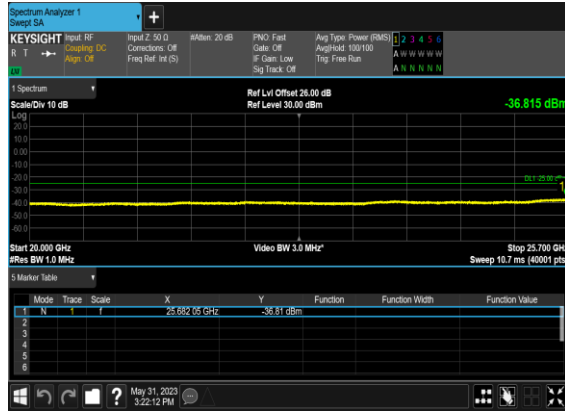 Spectrum Analyzer 1
Swept SA
+
KEYSIGHT Input: RF Input Z: 50 Ω #Atten: 20 dB PNO: Fast Avg Type: Power (RMS) 1 2 3 4 5 6
R T Coupling: DC Corrections: Off Gate: Off Avg|Hold: 100/100 A W W W W W
Align: Off Freq Ref: Int (S) IF Gain: Low Trig: Free Run
Sig Track: Off A N N N N N
1 Spectrum
Ref Lvl Offset 26.00 dB
Scale/Div 10 dB Ref Level 30.00 dBm -36.815 dBm
Log
20.0
10.0
0.00
-10.0
-20.0
DL1 -25.00
-30.0
1
-40.0
-50.0
-60.0
Start 20.000 GHz Video BW 3.0 MHz* Stop 25.700 GH
#Res BW 1.0 MHz Sweep 10.7 ms (40001 pts
5 Marker Table
Mode Trace Scale X Y Function Function Width Function Value
1 N 1 f 25.682 05 GHz -36.81 dBm
2
3
4
5
6
? May 31, 2023
3:22:12 PM